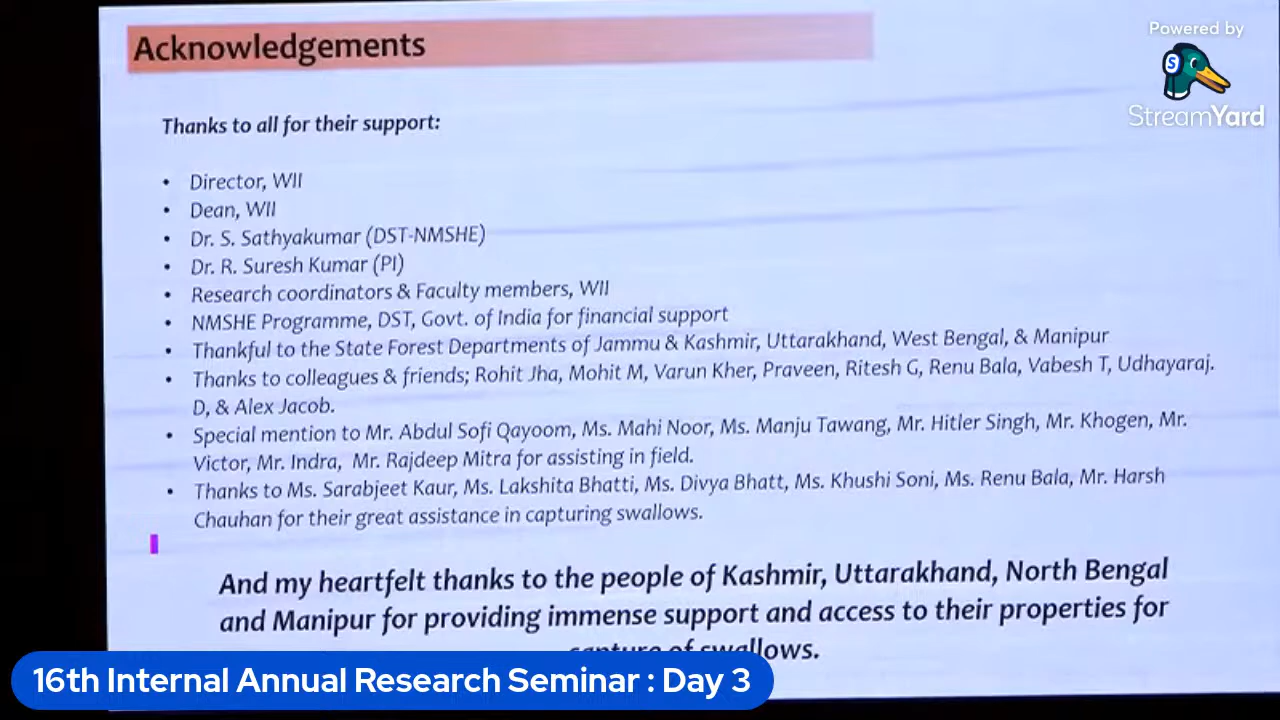 Acknowledgements
Powered by
S
StreamYard
Thanks to all for their support:
• Director, WII
• Dean, WII
• Dr. S. Sathyakumar (DST-NMSHE)
• Dr. R. Suresh Kumar (PI)
• Research coordinators & Faculty members, WII
• NMSHE Programme, DST, Govt. of India for financial support
• Thankful to the State Forest Departments of Jammu & Kashmir, Uttarakhand, West Bengal, & Manipur
• Thanks to colleagues & friends; Rohit Jha, Mohit M, Varun Kher, Praveen, Ritesh G, Renu Bala, Vabesh T, Udhayaraj.
D, & Alex Jacob.
• Special mention to Mr. Abdul Sofi Qayoom, Ms. Mahi Noor, Ms. Manju Tawang, Mr. Hitler Singh, Mr. Khogen, Mr.
Victor, Mr. Indra, Mr. Rajdeep Mitra for assisting in field.
• Thanks to Ms. Sarabjeet Kaur, Ms. Lakshita Bhatti, Ms. Divya Bhatt, Ms. Khushi Soni, Ms. Renu Bala, Mr. Harsh
Chauhan for their great assistance in capturing swallows.
And my heartfelt thanks to the people of Kashmir, Uttarakhand, North Bengal
and Manipur for providing immense support and access to their properties for
capture of swallows.
16th Internal Annual Research Seminar : Day 3